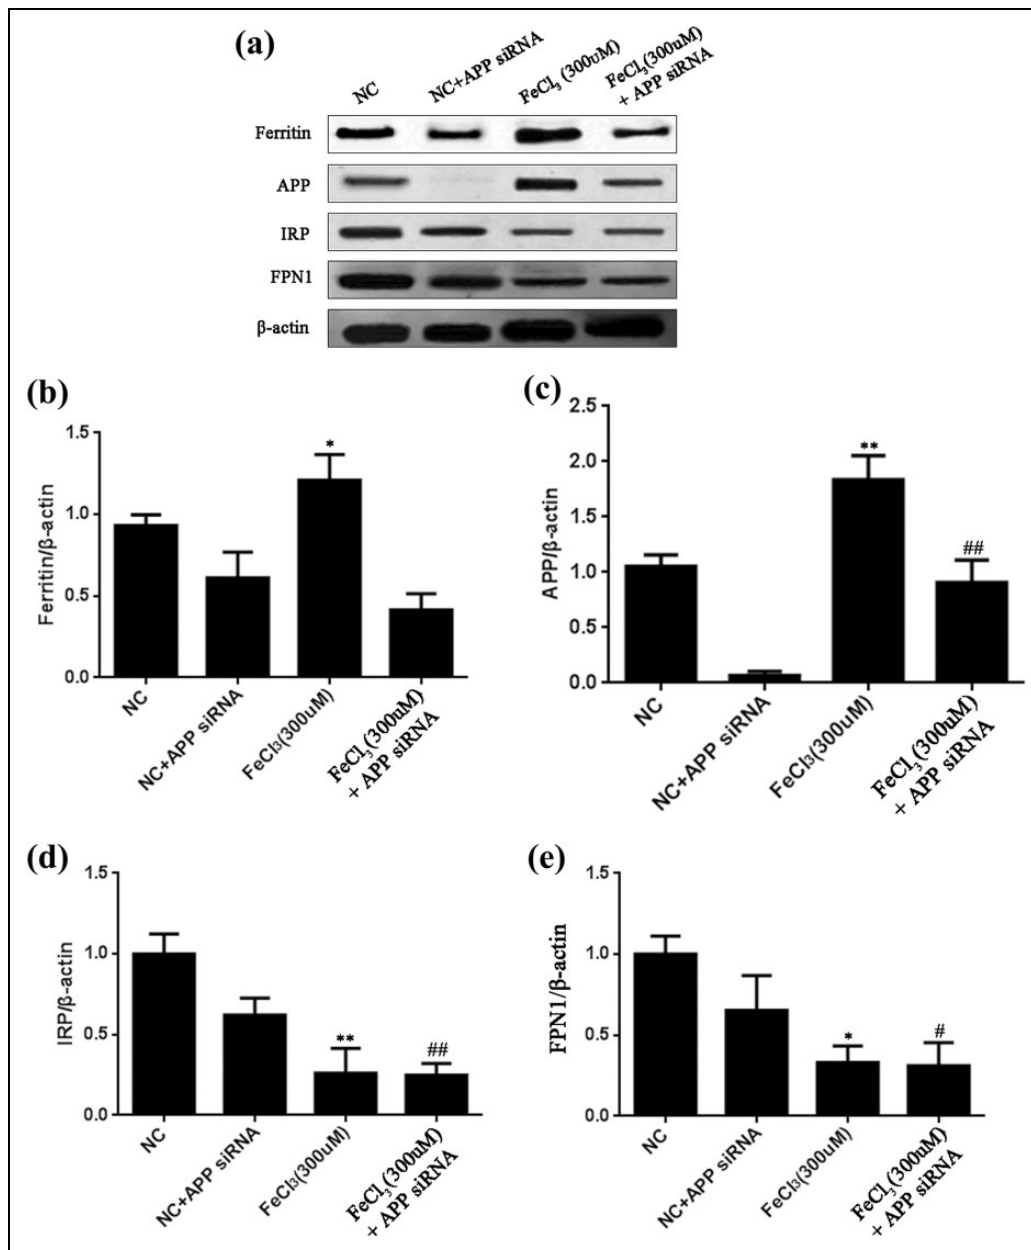 (a)
NC
NC+APP siRNA
FeCl₃ (300uM)
FeCl₃(300uM)
+ APP siRNA
Ferritin
APP
IRP
FPN1
β-actin
(b)
Ferritin/β-actin
1.5
1.0
0.5
0.0
*
NC
NC+APP siRNA
FeCl₃(300uM)
FeCl₃(300uM)
+ APP siRNA
(c)
APP/β-actin
2.5
2.0
1.5
1.0
0.5
0.0
**
##
NC
NC+APP siRNA
FeCl₃(300uM)
FeCl₃(300uM)
+ APP siRNA
(d)
IRP/β-actin
1.5
1.0
0.5
0.0
**
##
NC
NC+APP siRNA
FeCl₃(300uM)
FeCl₃(300uM)
+ APP siRNA
(e)
FPN1/β-actin
1.5
1.0
0.5
0.0
*
#
NC
NC+APP siRNA
FeCl₃(300uM)
FeCl₃(300uM)
+ APP siRNA